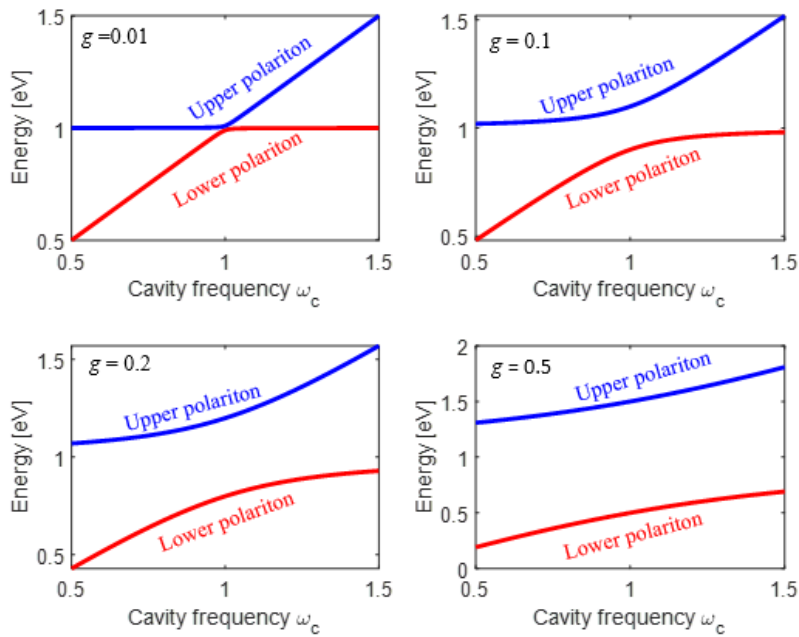 g =0.01
Upper polariton
Lower polariton
Energy [eV]
1.5
1
0.5
0.5
1
1.5
Cavity frequency ω_c
g = 0.1
Upper polariton
Lower polariton
Energy [eV]
1.5
1
0.5
0.5
1
1.5
Cavity frequency ω_c
g = 0.2
Upper polariton
Lower polariton
Energy [eV]
1.5
1
0.5
0.5
1
1.5
Cavity frequency ω_c
g = 0.5
Upper polariton
Lower polariton
Energy [eV]
2
1.5
1
0.5
0
0.5
1
1.5
Cavity frequency ω_c